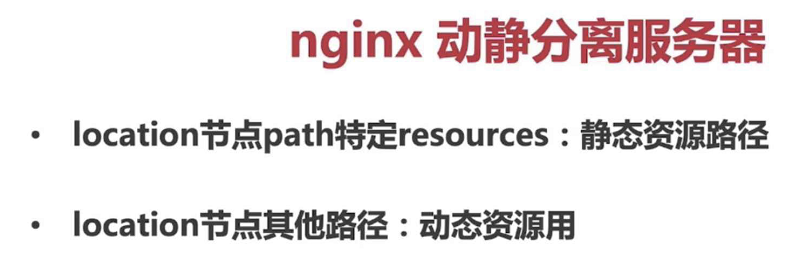 nginx 动静分离服务器
• location节点path特定resources：静态资源路径
• location节点其他路径：动态资源用